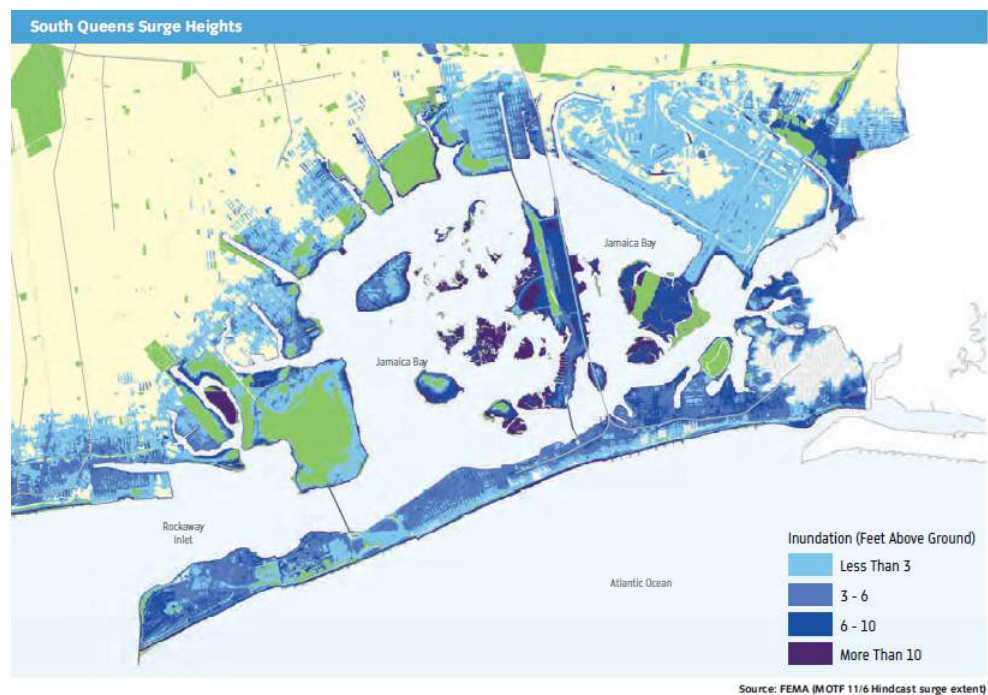 South Queens Surge Heights
Jamaica Bay
Jamaica Bay
Rockaway
Inlet
Atlantic Ocean
Inundation (Feet Above Ground)
Less Than 3
3 - 6
6 - 10
More Than 10
Source: FEMA (MOTF 11/6 Hindcast surge extent)